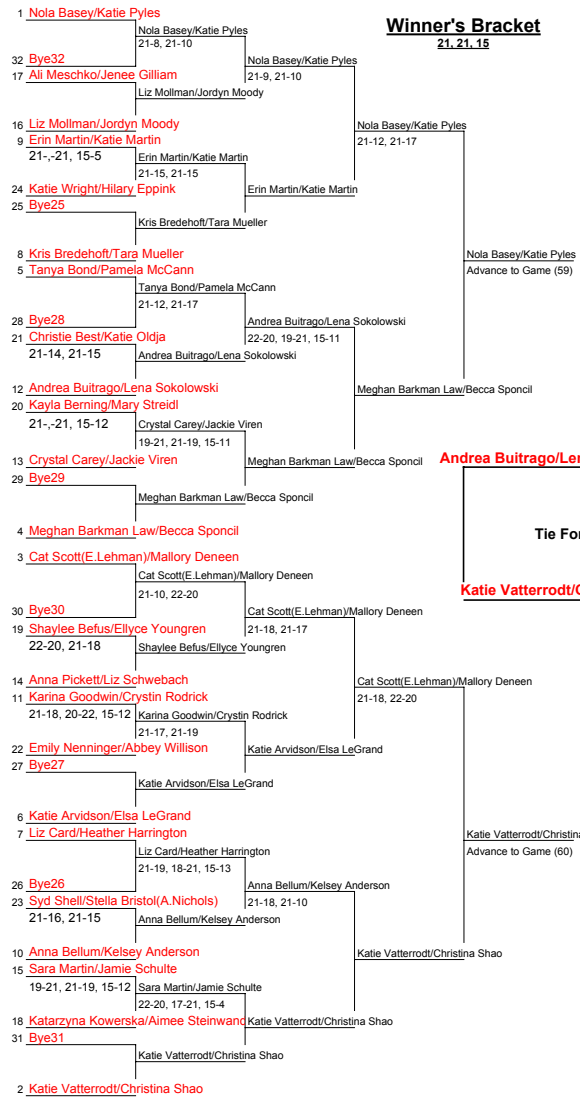 Winner's Bracket
21, 21, 15
1 Nola Basey/Katie Pyles
Nola Basey/Katie Pyles
21-8, 21-10
32 Bye32
17 Ali Meschko/Jenee Gilliam
Liz Mollman/Jordyn Moody
16 Liz Mollman/Jordyn Moody
Nola Basey/Katie Pyles
21-9, 21-10
9 Erin Martin/Katie Martin
21-,-21, 15-5
Erin Martin/Katie Martin
21-15, 21-15
24 Katie Wright/Hilary Eppink
25 Bye25
Kris Bredehoft/Tara Mueller
8 Kris Bredehoft/Tara Mueller
Erin Martin/Katie Martin
Nola Basey/Katie Pyles
21-12, 21-17
5 Tanya Bond/Pamela McCann
Tanya Bond/Pamela McCann
21-12, 21-17
28 Bye28
21 Christie Best/Katie Oldja
21-14, 21-15
Andrea Buitrago/Lena Sokolowski
12 Andrea Buitrago/Lena Sokolowski
Andrea Buitrago/Lena Sokolowski
22-20, 19-21, 15-11
20 Kayla Berning/Mary Streidl
21-,-21, 15-12
Crystal Carey/Jackie Viren
19-21, 21-19, 15-11
13 Crystal Carey/Jackie Viren
29 Bye29
Meghan Barkman Law/Becca Sponcil
4 Meghan Barkman Law/Becca Sponcil
Meghan Barkman Law/Becca Sponcil
Meghan Barkman Law/Becca Sponcil
Nola Basey/Katie Pyles
Advance to Game (59)
Andrea Buitrago/Le
Tie Fo
Katie Vatterrodt/
3 Cat Scott(E.Lehman)/Mallory Deneen
Cat Scott(E.Lehman)/Mallory Deneen
21-10, 22-20
30 Bye30
19 Shaylee Befus/Ellyce Youngren
22-20, 21-18
Shaylee Befus/Ellyce Youngren
14 Anna Pickett/Liz Schwebach
Cat Scott(E.Lehman)/Mallory Deneen
21-18, 21-17
11 Karina Goodwin/Crystin Rodrick
21-18, 20-22, 15-12
Karina Goodwin/Crystin Rodrick
21-17, 21-19
22 Emily Nenninger/Abbey Willison
27 Bye27
Katie Arvidson/Elsa LeGrand
6 Katie Arvidson/Elsa LeGrand
Katie Arvidson/Elsa LeGrand
Cat Scott(E.Lehman)/Mallory Deneen
21-18, 22-20
7 Liz Card/Heather Harrington
Liz Card/Heather Harrington
21-19, 18-21, 15-13
26 Bye26
23 Syd Shell/Stella Bristol(A.Nichols)
21-16, 21-15
Anna Bellum/Kelsey Anderson
10 Anna Bellum/Kelsey Anderson
Anna Bellum/Kelsey Anderson
21-18, 21-10
15 Sara Martin/Jamie Schulte
19-21, 21-19, 15-12
Sara Martin/Jamie Schulte
22-20, 17-21, 15-4
18 Katarzyna Kowerska/Aimee Steinwand
31 Bye31
Katie Vatterrodt/Christina Shao
2 Katie Vatterrodt/Christina Shao
Katie Vatterrodt/Christina Shao
Katie Vatterrodt/Christina Shao
Katie Vatterrodt/Christina
Advance to Game (60)